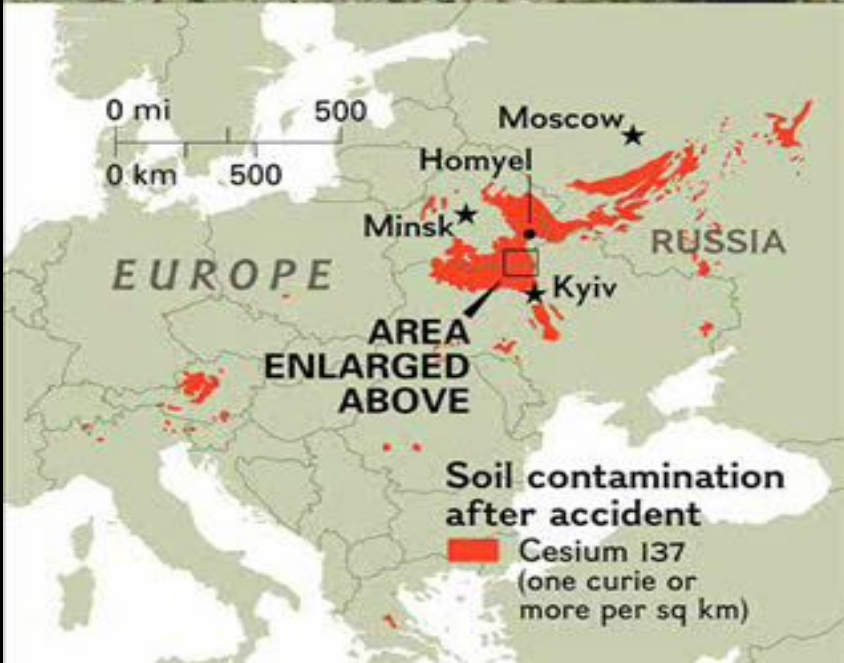 0 mi 500
0 km 500
Moscow
Homyel
Minsk
RUSSIA
EUROPE
Kyiv
AREA
ENLARGED
ABOVE
Soil contamination
after accident
Cesium 137
(one curie or
more per sq km)